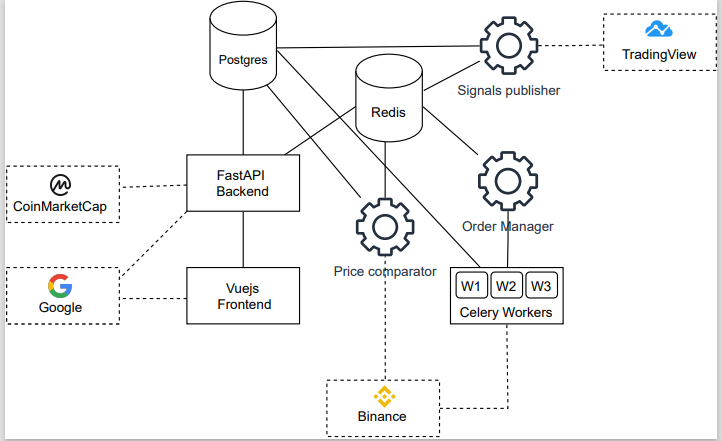 Postgres
TradingView
Signals publisher
Redis
FastAPI
Backend
CoinMarketCap
Order Manager
Price comparator
Google
Vuejs
Frontend
W1 W2 W3
Celery Workers
Binance